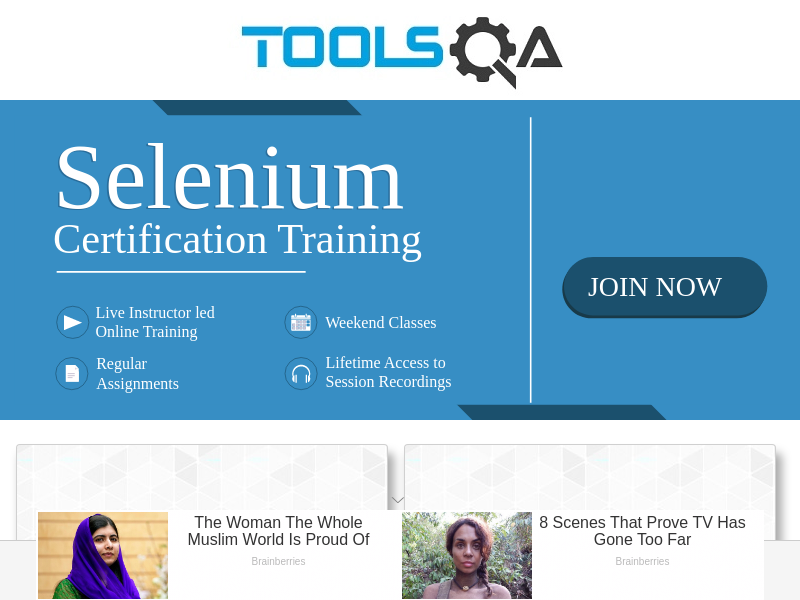 TOOLSQA
Selenium
Certification Training
Live Instructor led
Online Training
Weekend Classes
Regular
Assignments
Lifetime Access to
Session Recordings
JOIN NOW
The Woman The Whole
Muslim World Is Proud Of
Brainberries
8 Scenes That Prove TV Has
Gone Too Far
Brainberries